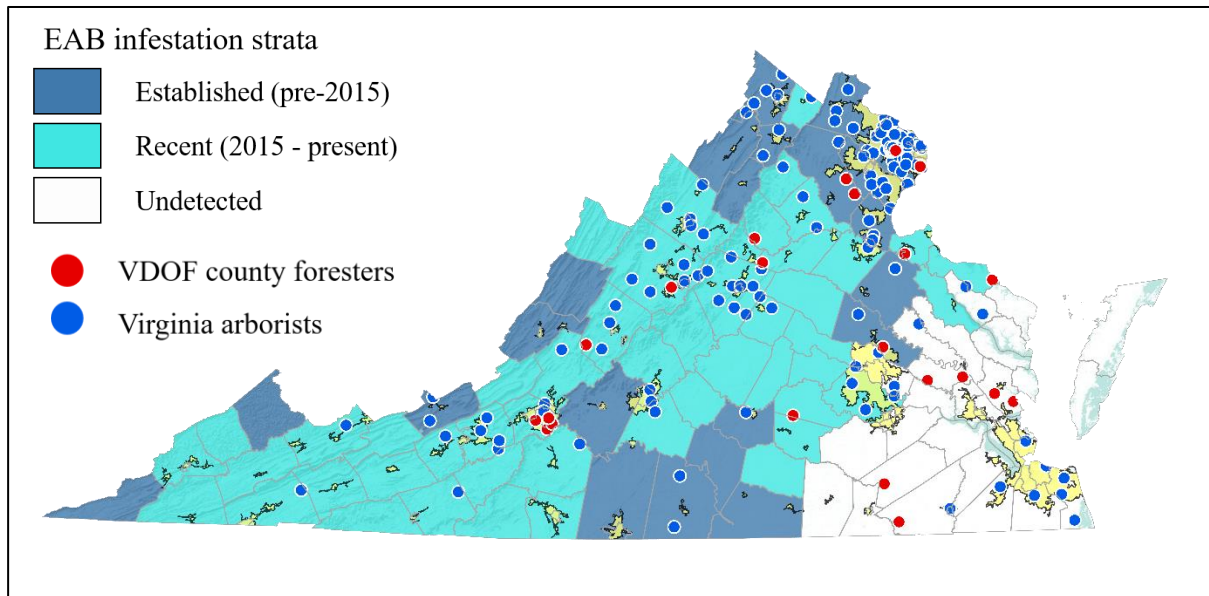 EAB infestation strata
Established (pre-2015)
Recent (2015 - present)
Undetected
VDOF county foresters
Virginia arborists